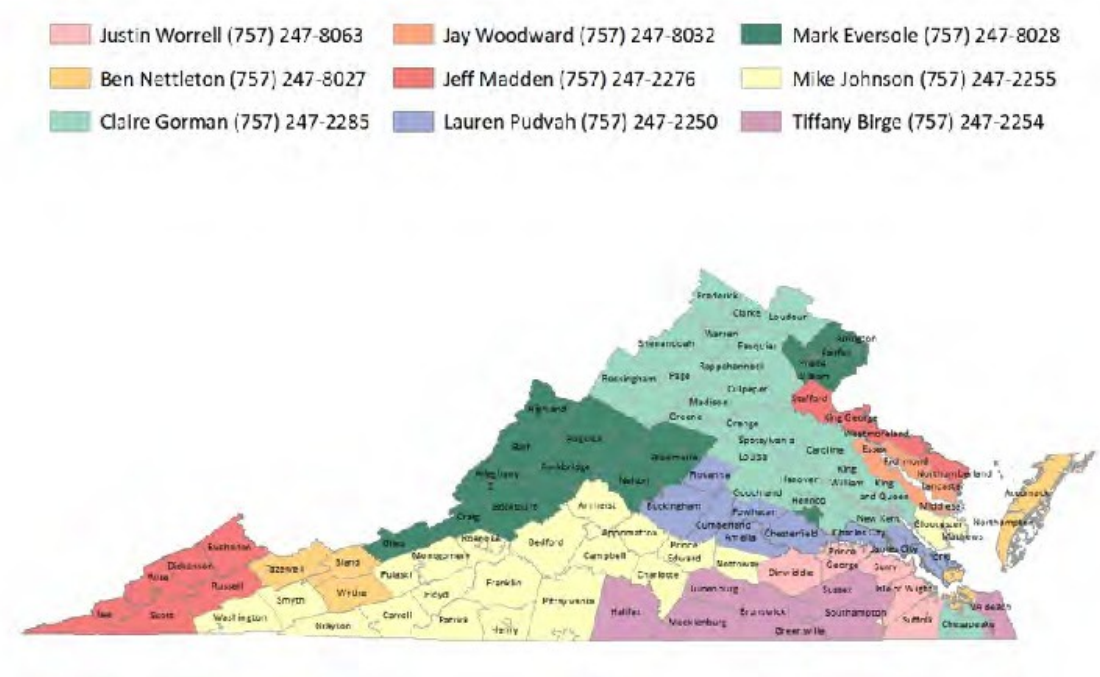 Justin Worrell (757) 247-8063 Jay Woodward (757) 247-8032 Mark Eversole (757) 247-8028
Ben Nettleton (757) 247-8027 Jeff Madden (757) 247-2276 Mike Johnson (757) 247-2255
Claire Gorman (757) 247-2285 Lauren Pudvah (757) 247-2250 Tiffany Birge (757) 247-2254
Frederick
Clarke Loudoun
Warren
Arlington
Shenandoah Fauquier Fairfax
Prince
William
Rappahannock
Rockingham Page
Culpeper
Stafford
Madison
Highland Greene King George
Orange
Westmoreland
Augusta Spotsylvania
Bath Louisa Caroline Essex
Albemarle Richmond
Rockbridge King Northumberland
Alleghany Fluvanna William King Lancaster
Nelson Hanover and Queen
Goochland Henrico Accomack
Botetourt Amherst Buckingham Powhatan Middlesex
Craig New Kent Gloucester Northampton
Cumberland Charles City Mathews
Roanoke Appomattox Amelia Chesterfield
Giles Bedford Prince James City
Buchanan Montgomery Campbell Edward Prince York
Dickenson Bland Nottoway George Surry
Tazewell Pulaski Charlotte Dinwiddie
Wise Franklin
Russell Wythe Floyd Lunenburg Sussex Isle of Wight
Smyth Pittsylvania
Lee Scott Carroll Halifax Brunswick Southampton VA Beach
Washington Patrick Mecklenburg Suffolk
Grayson Henry Greensville Chesapeake